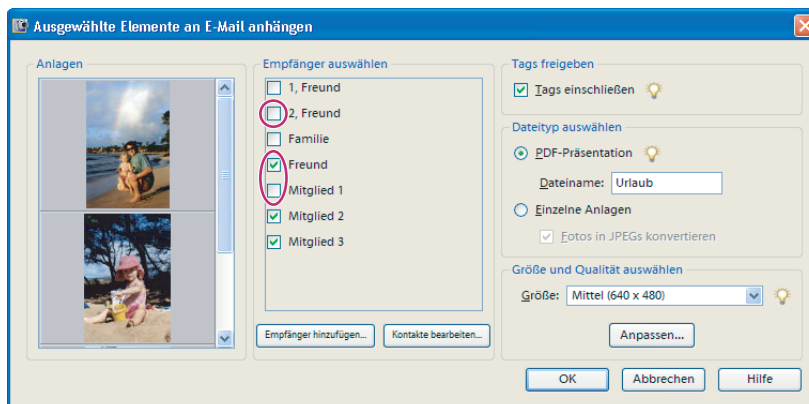 Ausgewählte Elemente an E-Mail anhängen
Anlagen
Empfänger auswählen
1, Freund
2, Freund
Familie
Freund
Mitglied 1
Mitglied 2
Mitglied 3
Empfänger hinzufügen...
Kontakte bearbeiten...
Tags freigeben
Tags einschließen
Dateityp auswählen
PDF-Präsentation
Dateiname: Urlaub
Einzelne Anlagen
Fotos in JPEGs konvertieren
Größe und Qualität auswählen
Größe: Mittel (640 x 480)
Anpassen...
OK Abbrechen Hilfe